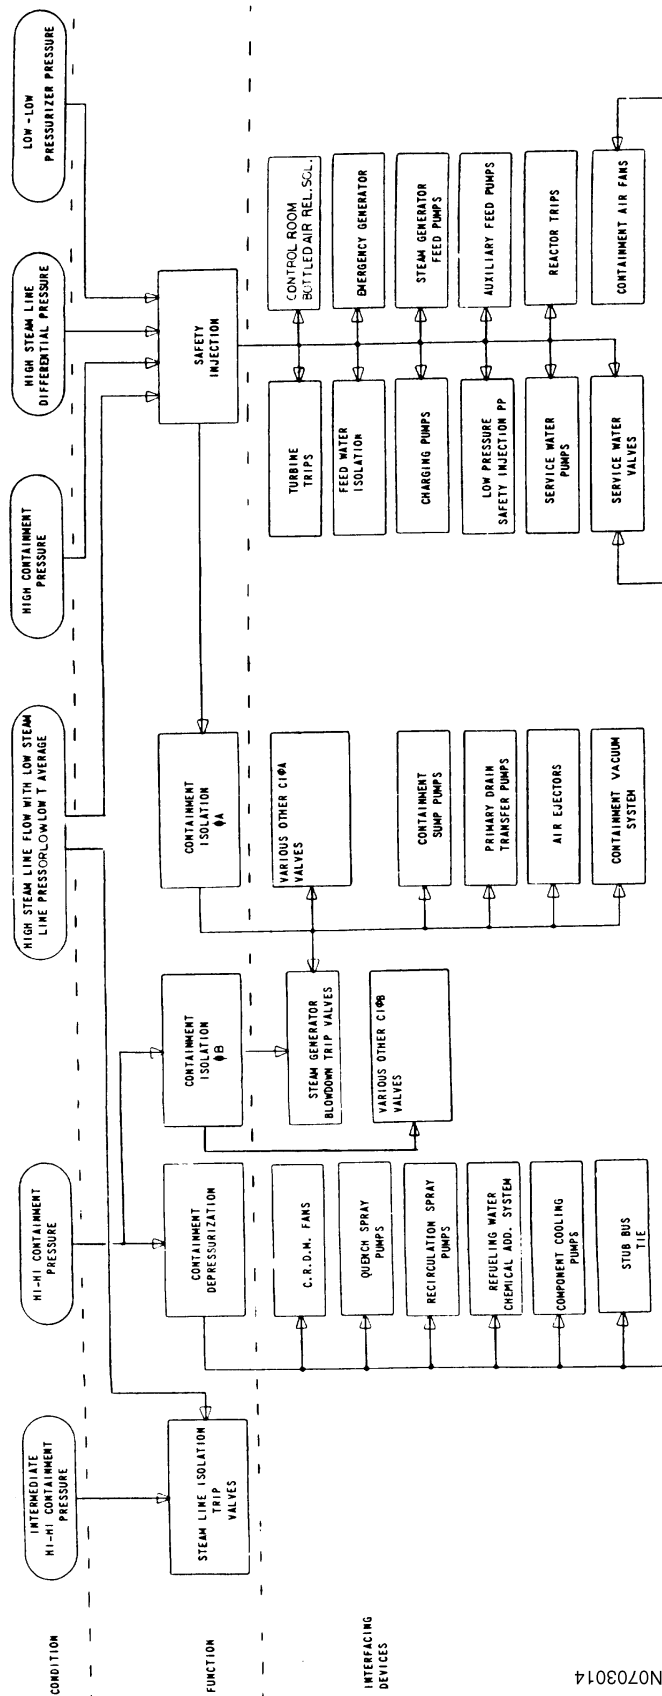 CONDITION
INTERMEDIATE
HI-HI CONTAINMENT
PRESSURE
HI-HI CONTAINMENT
PRESSURE
HIGH STEAM LINE FLOW WITH LOW STEAM
LINE PRESSORLOWLOW T AVERAGE
HIGH CONTAINMENT
PRESSURE
HIGH STEAM LINE
DIFFERENTIAL PRESSURE
LOW-LOW
PRESSURIZER PRESSURE
FUNCTION
STEAM LINE ISOLATION
TRIP
VALVES
CONTAINMENT
DEPRESSURIZATION
CONTAINMENT
ISOLATION
ΦB
CONTAINMENT
ISOLATION
ΦA
SAFETY
INJECTION
INTERFACING
DEVICES
C.R.D.M. FANS
QUENCH SPRAY
PUMPS
RECIRCULATION SPRAY
PUMPS
REFUELING WATER
CHEMICAL ADD. SYSTEM
COMPONENT COOLING
PUMPS
STUB BUS
TIE
STEAM GENERATOR
BLOWDOWN TRIP VALVES
VARIOUS OTHER CIΦB
VALVES
VARIOUS OTHER CIΦA
VALVES
CONTAINMENT
SUMP PUMPS
PRIMARY DRAIN
TRANSFER PUMPS
AIR EJECTORS
CONTAINMENT VACUUM
SYSTEM
TURBINE
TRIPS
FEED WATER
ISOLATION
CHARGING PUMPS
LOW PRESSURE
SAFETY INJECTION PP
SERVICE WATER
PUMPS
SERVICE WATER
VALVES
CONTROL ROOM
BOTTLED AIR REL. SOL.
EMERGENCY GENERATOR
STEAM GENERATOR
FEED PUMPS
AUXILIARY FEED PUMPS
REACTOR TRIPS
CONTAINMENT AIR FANS
N0703014